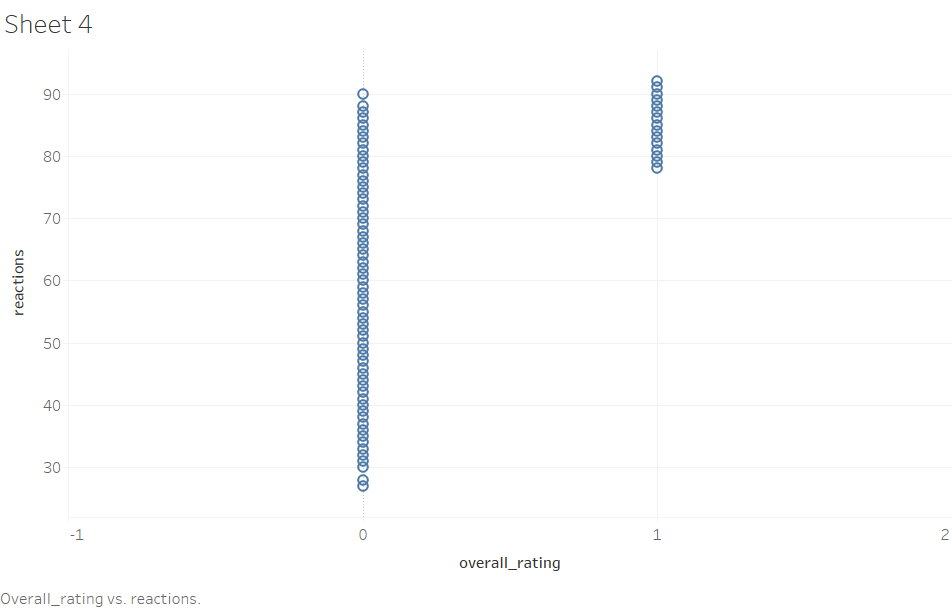 Sheet 4
90
80
70
60
50
40
30
reactions
-1 0 1 2
overall_rating
Overall_rating vs. reactions.